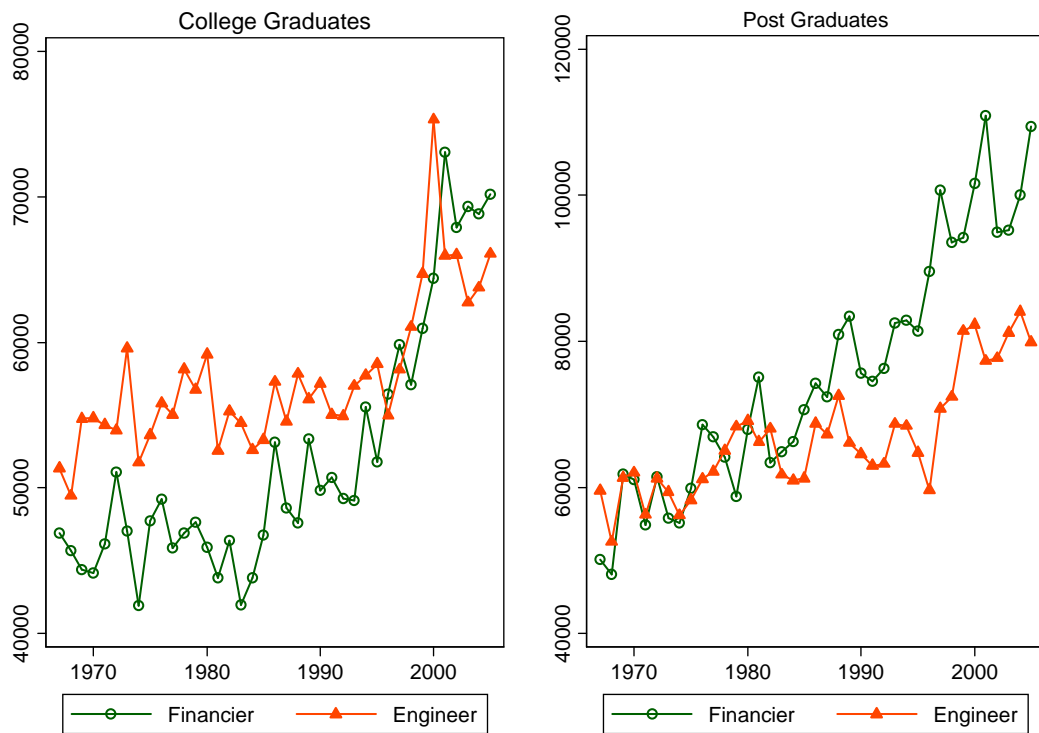 College Graduates
80000
70000
60000
50000
40000
1970 1980 1990 2000
Financier Engineer
Post Graduates
120000
100000
80000
60000
40000
1970 1980 1990 2000
Financier Engineer